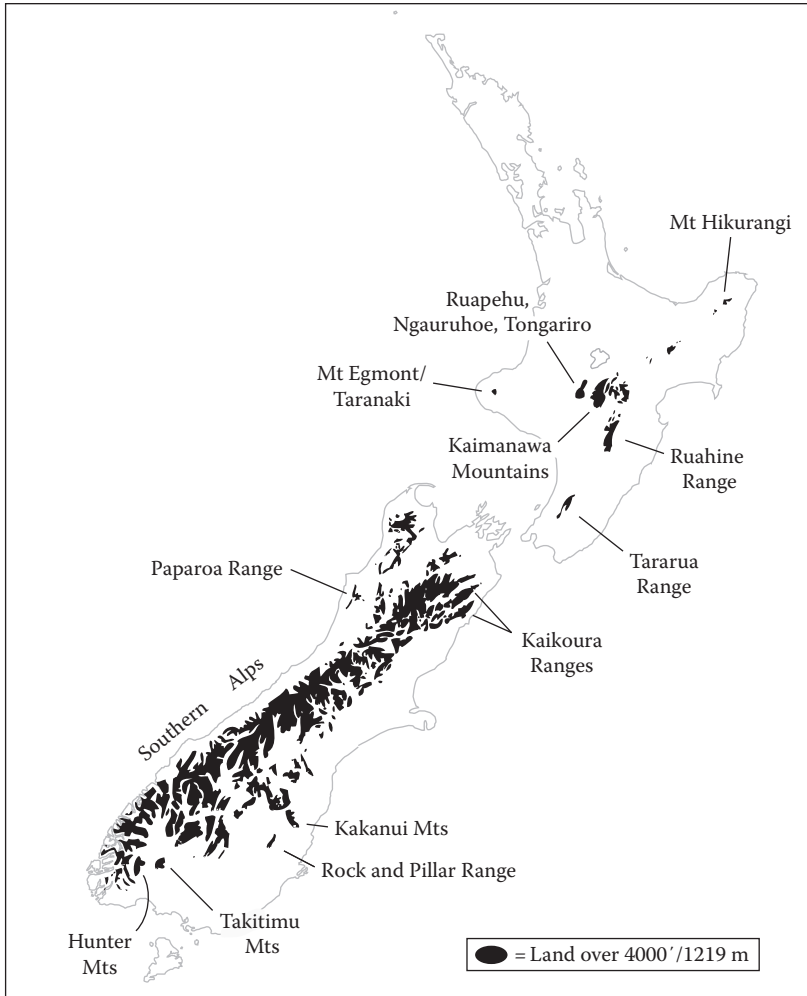 Mt Hikurangi
Ruapehu,
Ngauruhoe, Tongariro
Mt Egmont/
Taranaki
Kaimanawa
Mountains
Ruahine
Range
Tararua
Range
Paparoa Range
Kaikoura
Ranges
Southern Alps
Kakanui Mts
Rock and Pillar Range
Takitimu
Mts
Hunter
Mts
= Land over 4000´/1219 m